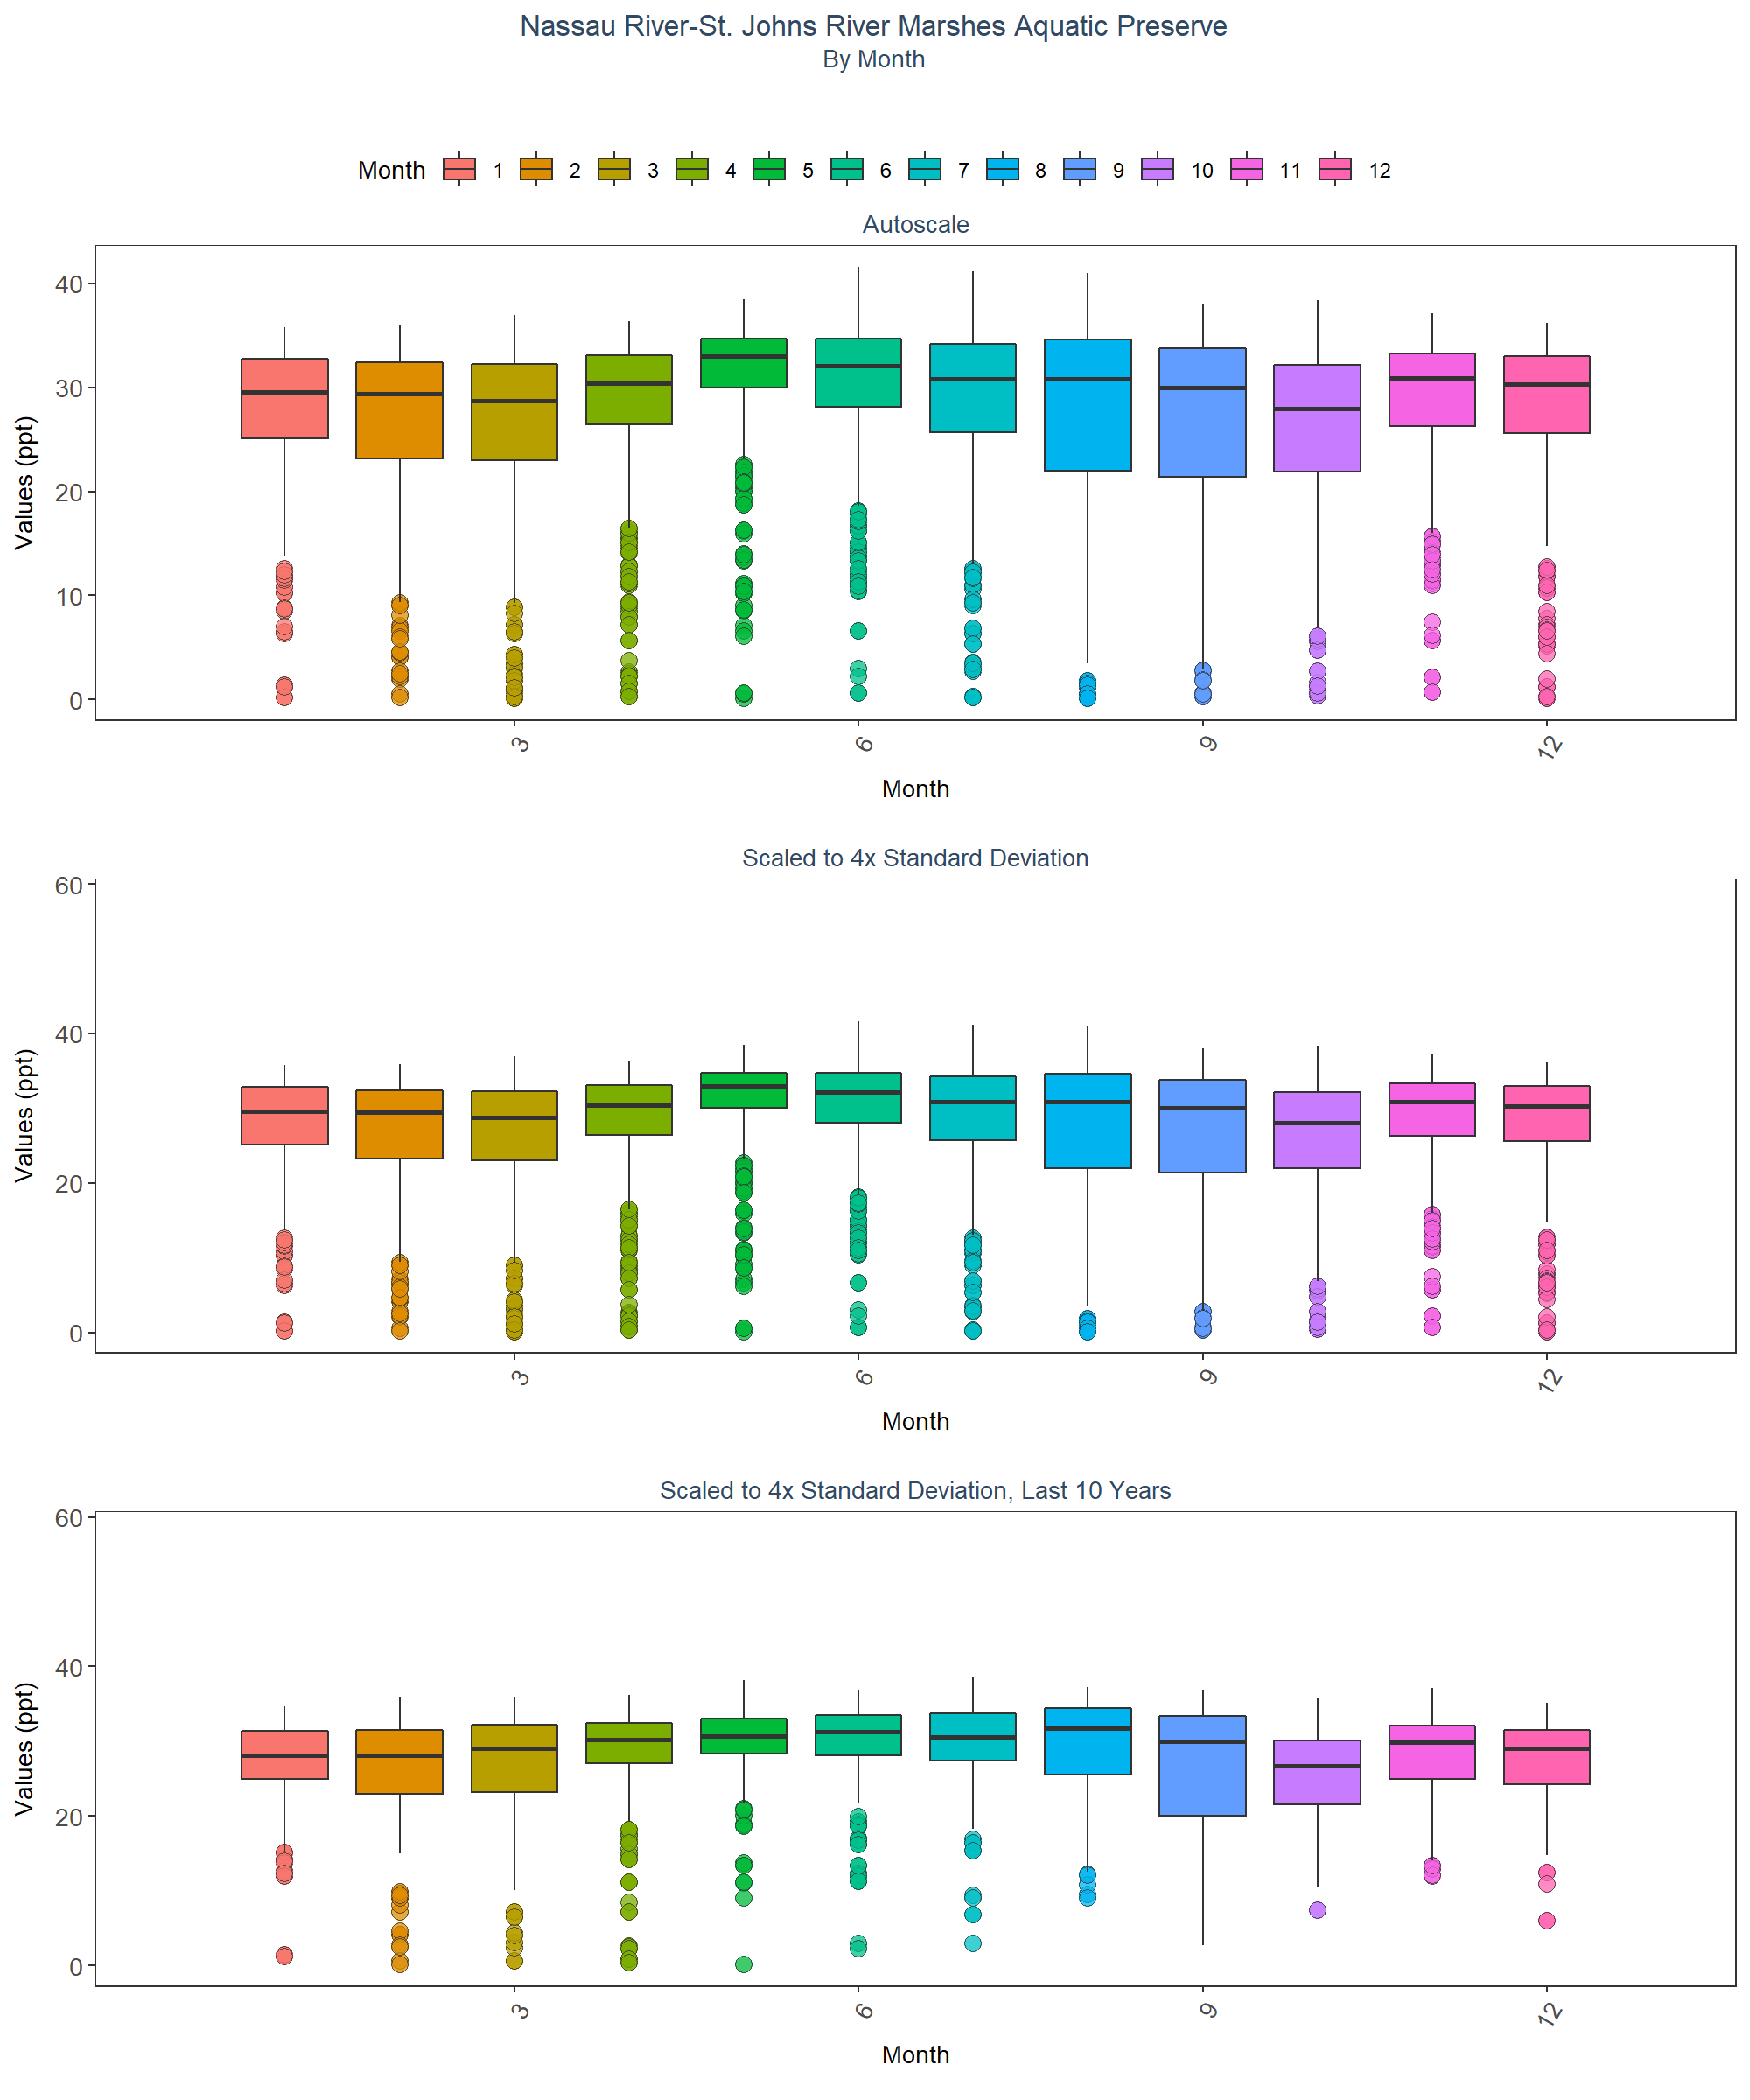 Nassau River-St. Johns River Marshes Aquatic Preserve
By Month
Month 1 2 3 4 5 6 7 8 9 10 11 12
Autoscale
Values (ppt)
40
30
20
10
0
3 6 9 12
Month
Scaled to 4x Standard Deviation
Values (ppt)
60
40
20
0
3 6 9 12
Month
Scaled to 4x Standard Deviation, Last 10 Years
Values (ppt)
60
40
20
0
3 6 9 12
Month